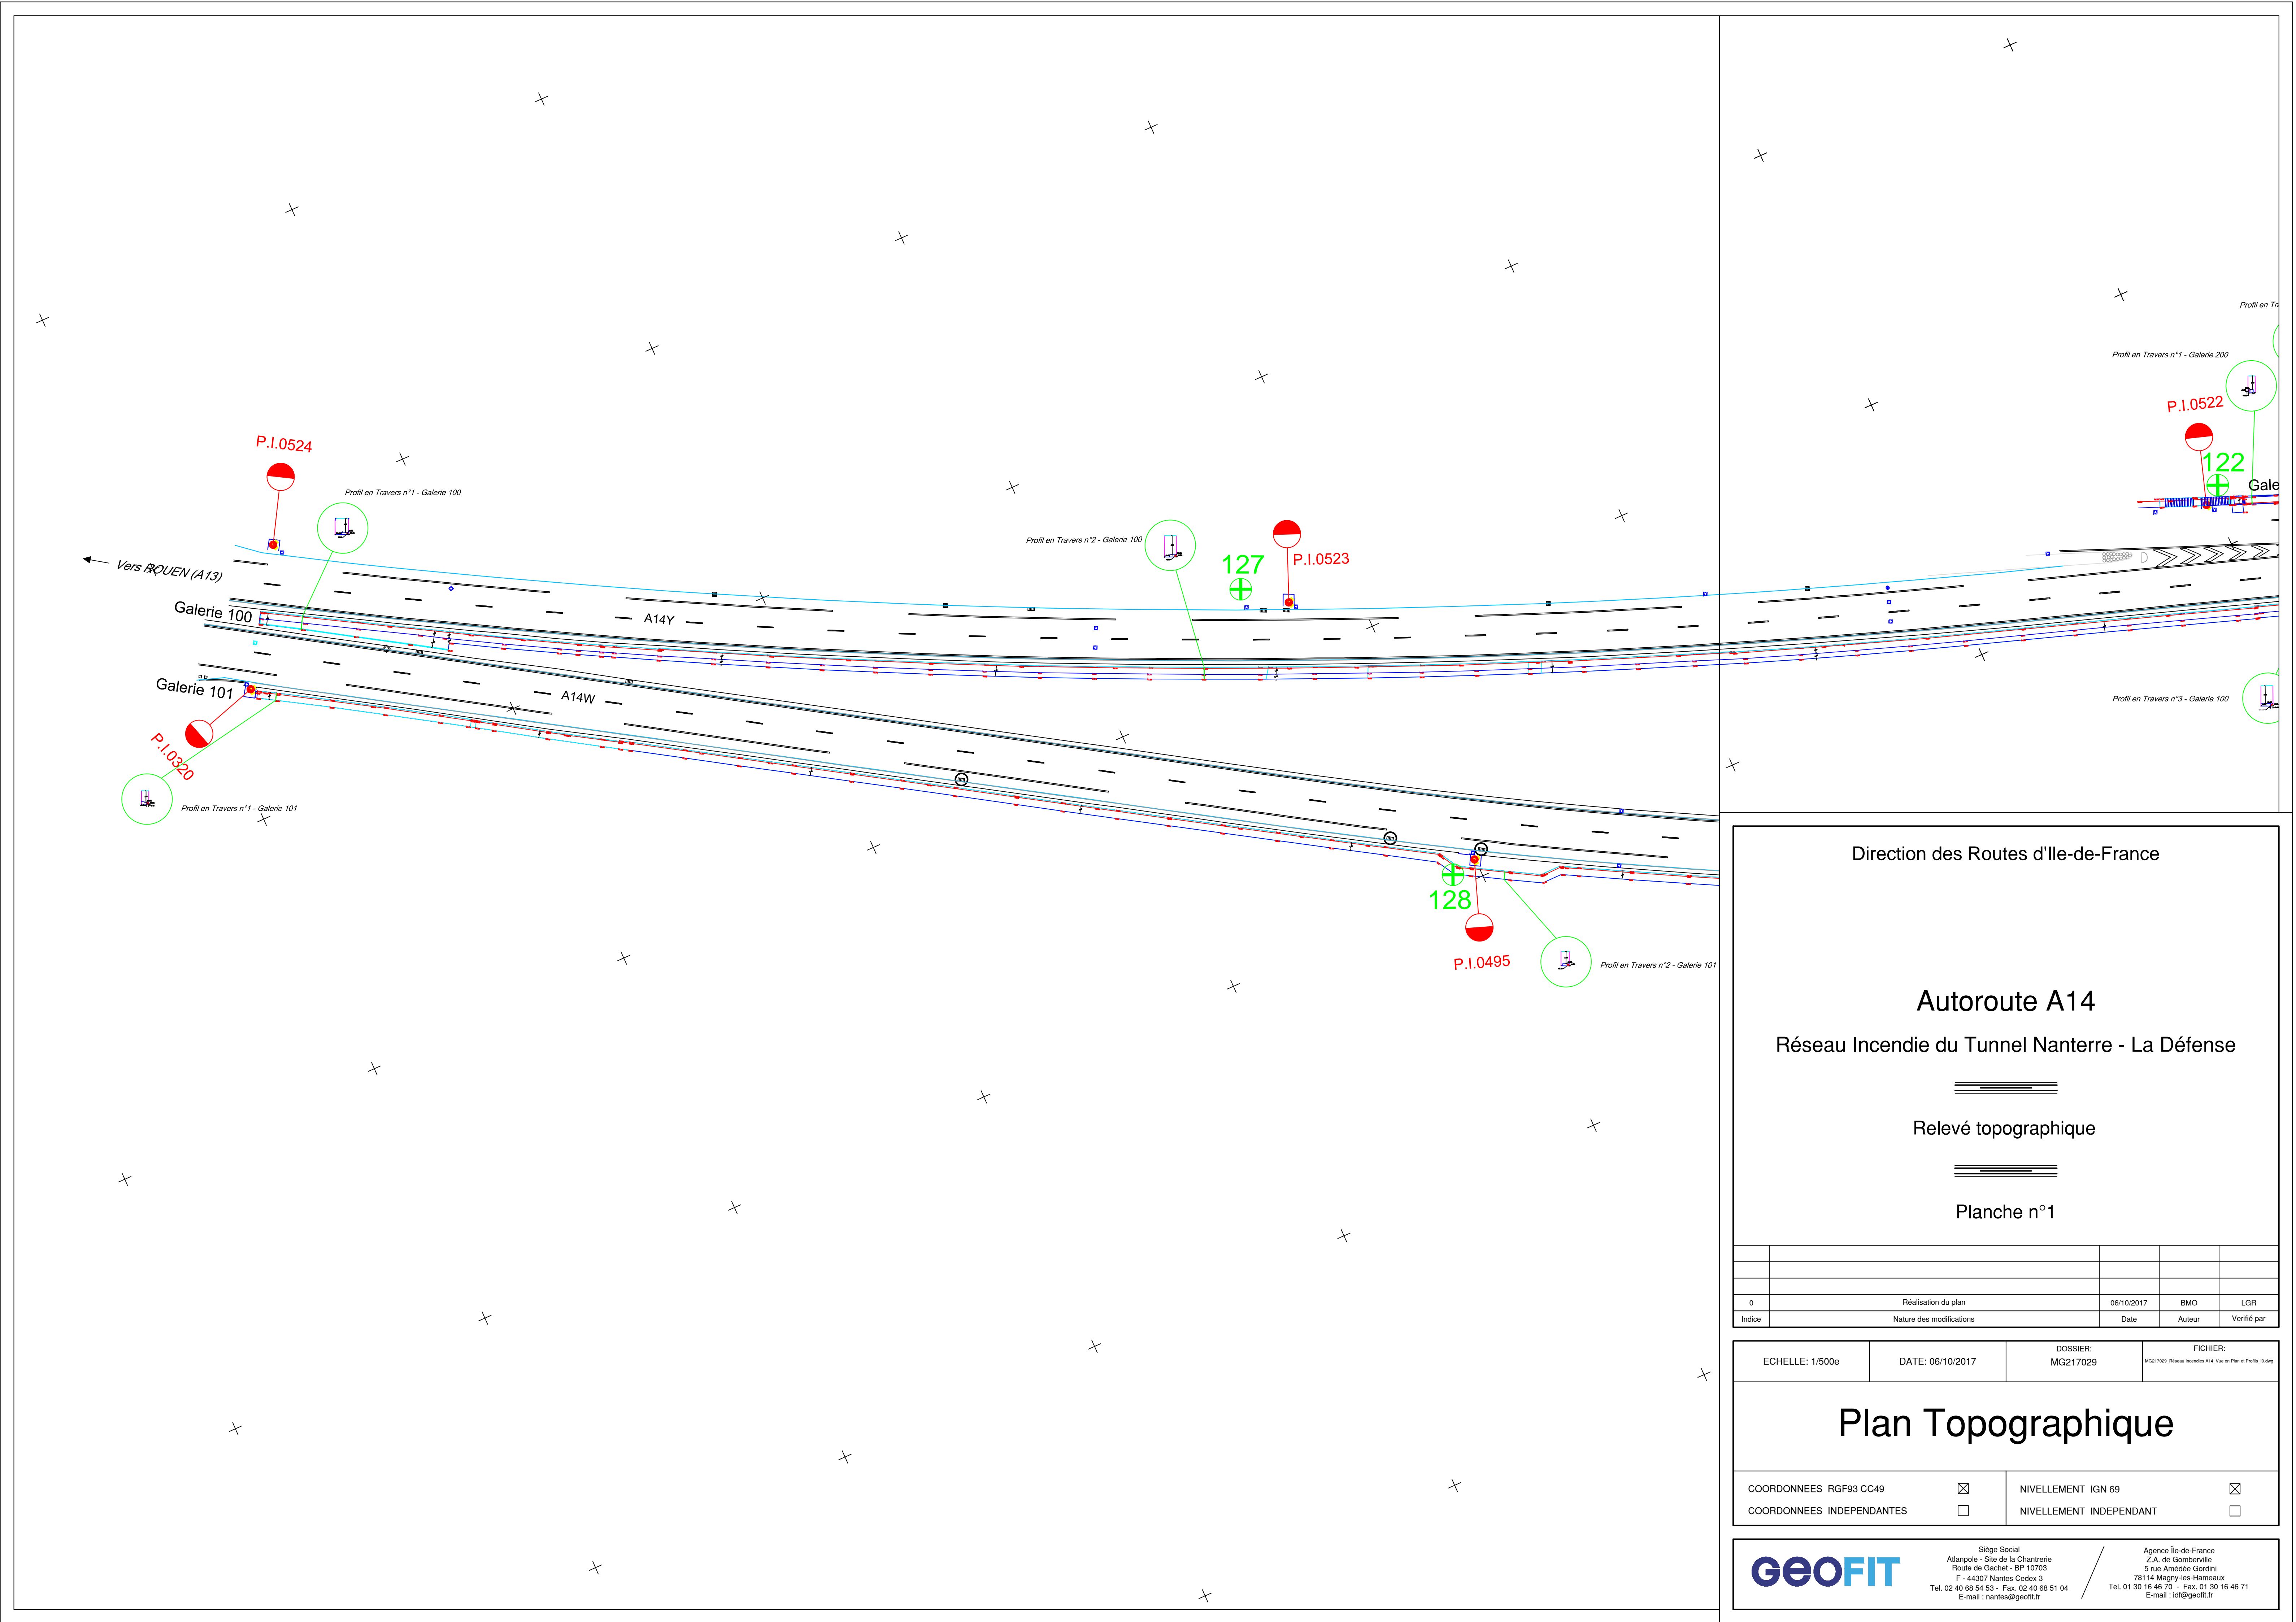 Profil en Tra
Profil en Travers n°1 - Galerie 200
P.I.0522
122
Gale
P.I.0524
Profil en Travers n°1 - Galerie 100
Profil en Travers n°2 - Galerie 100
127
P.I.0523
Vers ROUEN (A13)
Galerie 100
A14Y
Galerie 101
A14W
P.I.0320
Profil en Travers n°1 - Galerie 101
Profil en Travers n°3 - Galerie 100
128
P.I.0495
Profil en Travers n°2 - Galerie 101
Direction des Routes d'Ile-de-France
Autoroute A14
Réseau Incendie du Tunnel Nanterre - La Défense
Relevé topographique
Planche n°1
0 Réalisation du plan 06/10/2017 BMO LGR
Indice Nature des modifications Date Auteur Verifié par
ECHELLE: 1/500e
DATE: 06/10/2017
DOSSIER:
MG217029
FICHIER:
Plan Topographique
COORDONNEES RGF93 CC49
COORDONNEES INDEPENDANTES
NIVELLEMENT IGN 69
NIVELLEMENT INDEPENDANT
GEOFIT
Siège Social
Atlanpole - Site de la Chantrerie
Route de Gachet - BP 10703
F - 44307 Nantes Cedex 3
Tel. 02 40 68 54 53 - Fax. 02 40 68 51 04
E-mail : nantes@geofit.fr
Agence Île-de-France
Z.A. de Gomberville
5 rue Amédée Gordini
78114 Magny-les-Hameaux
Tel. 01 30 16 46 70 - Fax. 01 30 16 46 71
E-mail : idf@geofit.fr